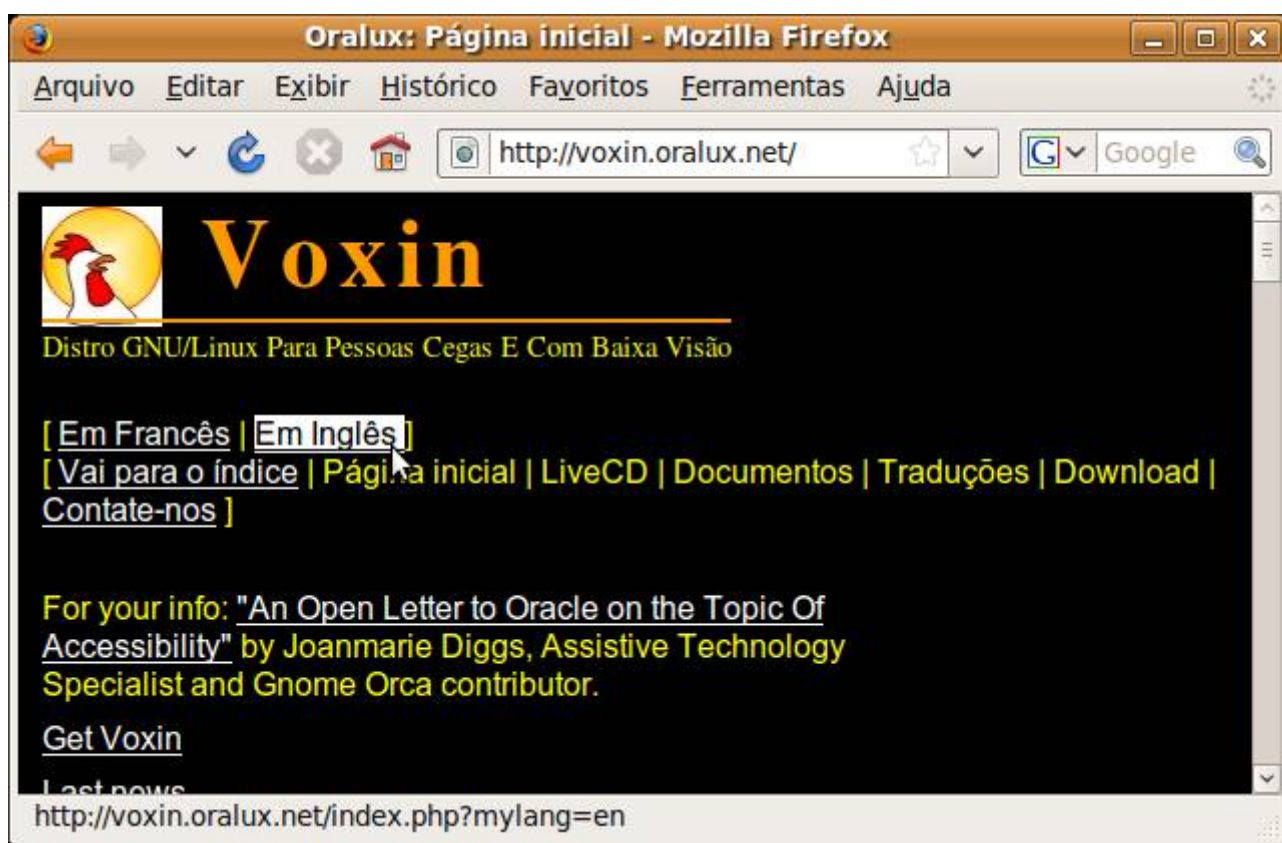 Oralux: Página inicial - Mozilla Firefox
Arquivo Editar Exibir Histórico Favoritos Ferramentas Ajuda
http://voxin.oralux.net/ G Google
Voxin
Distro GNU/Linux Para Pessoas Cegas E Com Baixa Visão
[ Em Francês | Em Inglês ]
[ Vai para o índice | Página inicial | LiveCD | Documentos | Traduções | Download |
Contate-nos ]
For your info: "An Open Letter to Oracle on the Topic Of
Accessibility" by Joanmarie Diggs, Assistive Technology
Specialist and Gnome Orca contributor.
Get Voxin
Last news
http://voxin.oralux.net/index.php?mylang=en